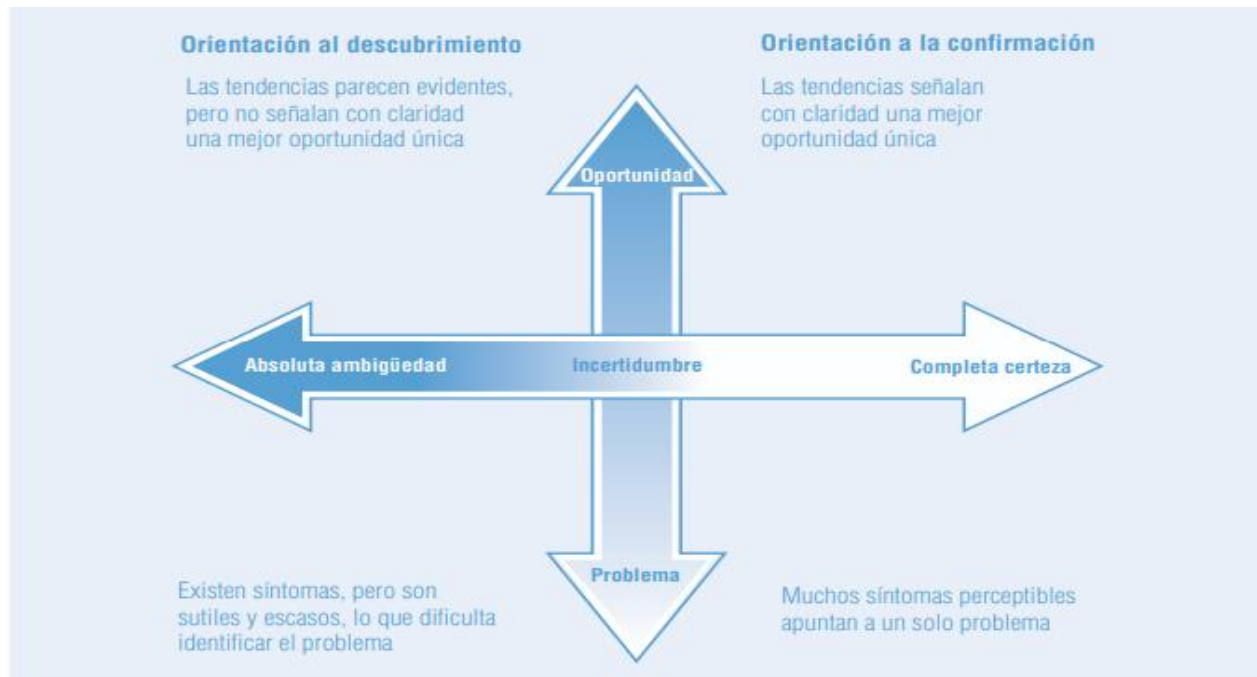 Orientación al descubrimiento
Las tendencias parecen evidentes,
pero no señalan con claridad
una mejor oportunidad única
Orientación a la confirmación
Las tendencias señalan
con claridad una mejor
oportunidad única
Oportunidad
Absoluta ambigüedad
Incertidumbre
Completa certeza
Problema
Existen síntomas, pero son
sutiles y escasos, lo que dificulta
identificar el problema
Muchos síntomas perceptibles
apuntan a un solo problema